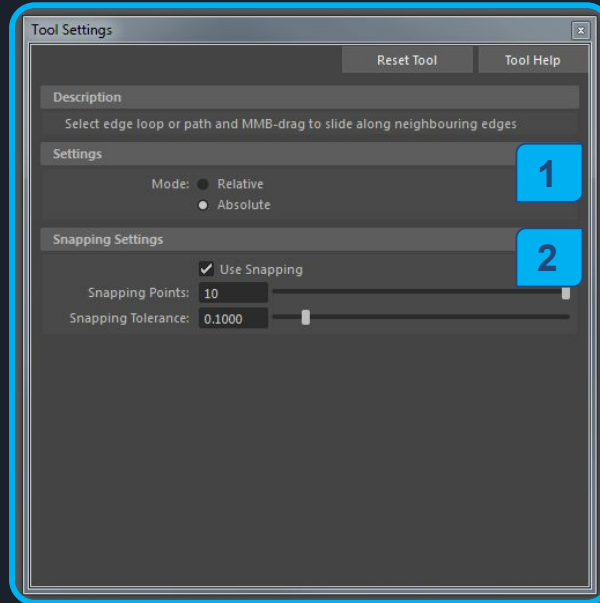 Tool Settings
Reset Tool Tool Help
Description
Select edge loop or path and MMB-drag to slide along neighbouring edges
Settings
1
Mode: Relative
Absolute
Snapping Settings
2
Use Snapping
Snapping Points: 10
Snapping Tolerance: 0.1000